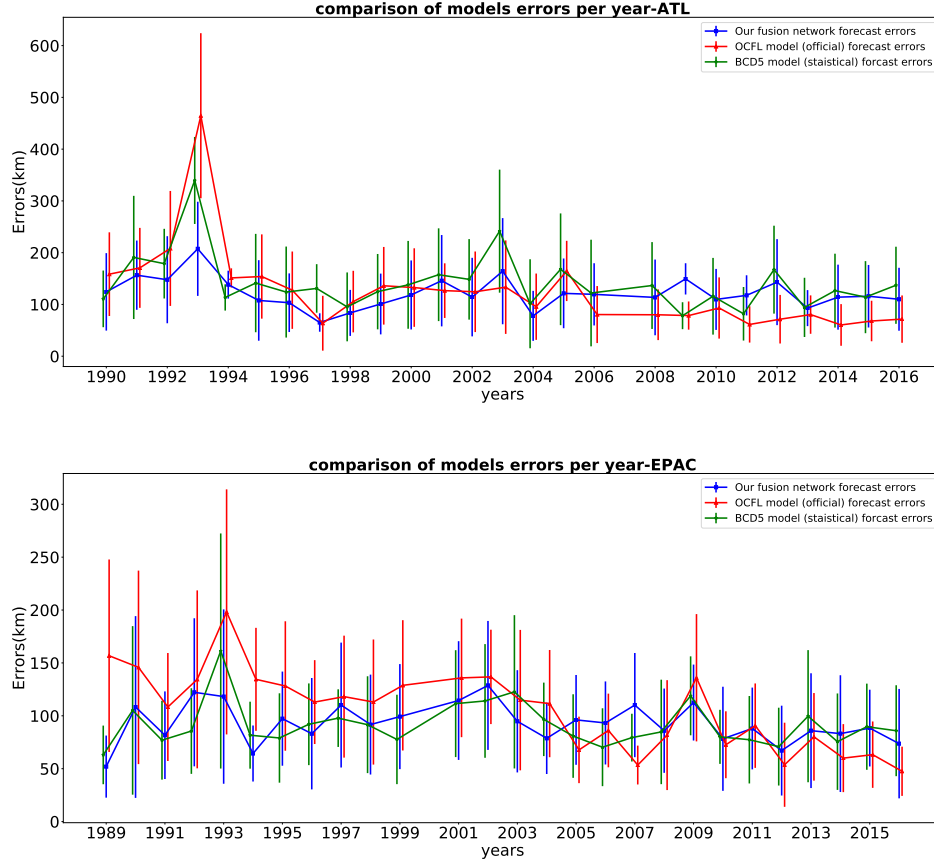 comparison of models errors per year-ATL
Our fusion network forecast errors
OCFL model (official) forecast errors
BCD5 model (staistical) forcast errors
600
500
400
300
200
100
0
Errors(km)
1990 1992 1994 1996 1998 2000 2002 2004 2006 2008 2010 2012 2014 2016
years
comparison of models errors per year-EPAC
Our fusion network forecast errors
OCFL model (official) forecast errors
BCD5 model (staistical) forcast errors
300
250
200
150
100
50
0
Errors(km)
1989 1991 1993 1995 1997 1999 2001 2003 2005 2007 2009 2011 2013 2015
years